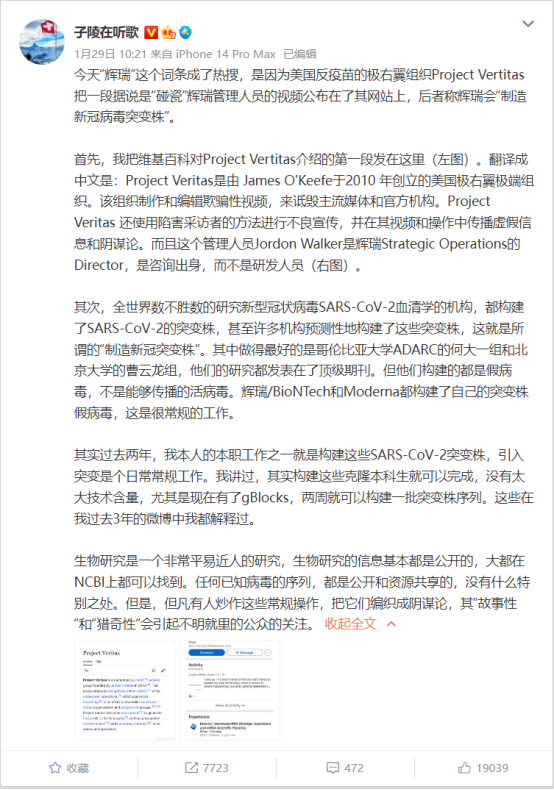 子陵在听歌
1月29日 10:21 来自 iPhone 14 Pro Max 已编辑
今天“辉瑞”这个词条成了热搜，是因为美国反疫苗的极右翼组织Project Vertitas
把一段据说是“碰瓷”辉瑞管理人员的视频公布在了其网站上，后者称辉瑞会“制造
新冠病毒突变株”。
首先，我把维基百科对Project Vertitas介绍的第一段发在这里（左图）。翻译成
中文是：Project Veritas是由 James O'Keefe于2010 年创立的美国极右翼极端组
织。该组织制作和编辑欺骗性视频，来诋毁主流媒体和官方机构。Project
Veritas 还使用陷害采访者的方法进行不良宣传，并在其视频和操作中传播虚假信
息和阴谋论。而且这个管理人员Jordon Walker是辉瑞Strategic Operations的
Director，是咨询出身，而不是研发人员（右图）。
其次，全世界数不胜数的研究新型冠状病毒SARS-CoV-2血清学的机构，都构建
了SARS-CoV-2的突变株，甚至许多机构预测性地构建了这些突变株，这就是所
谓的“制造新冠突变株”。其中做得最好的是哥伦比亚大学ADARC的何大一组和北
京大学的曹云龙组，他们的研究都发表在了顶级期刊。但他们构建的都是假病
毒，不是能够传播的活病毒。辉瑞/BioNTech和Moderna都构建了自己的突变株
假病毒，这是很常规的工作。
其实过去两年，我本人的本职工作之一就是构建这些SARS-CoV-2突变株，引入
突变是个日常常规工作。我讲过，其实构建这些克隆本科生就可以完成，没有太
大技术含量，尤其是现在有了gBlocks，两周就可以构建一批突变株序列。这些在
我过去3年的微博中我都解释过。
生物研究是一个非常平易近人的研究，生物研究的信息基本都是公开的，大都在
NCBI上都可以找到。任何已知病毒的序列，都是公开和资源共享的，没有什么特
别之处。但是，但凡有人炒作这些常规操作，把它们编织成阴谋论，其“故事性
”和“猎奇性”会引起不明就里的公众的关注。 收起全文
Project Veritas
Activity
Experience
收藏
7723
472
19039